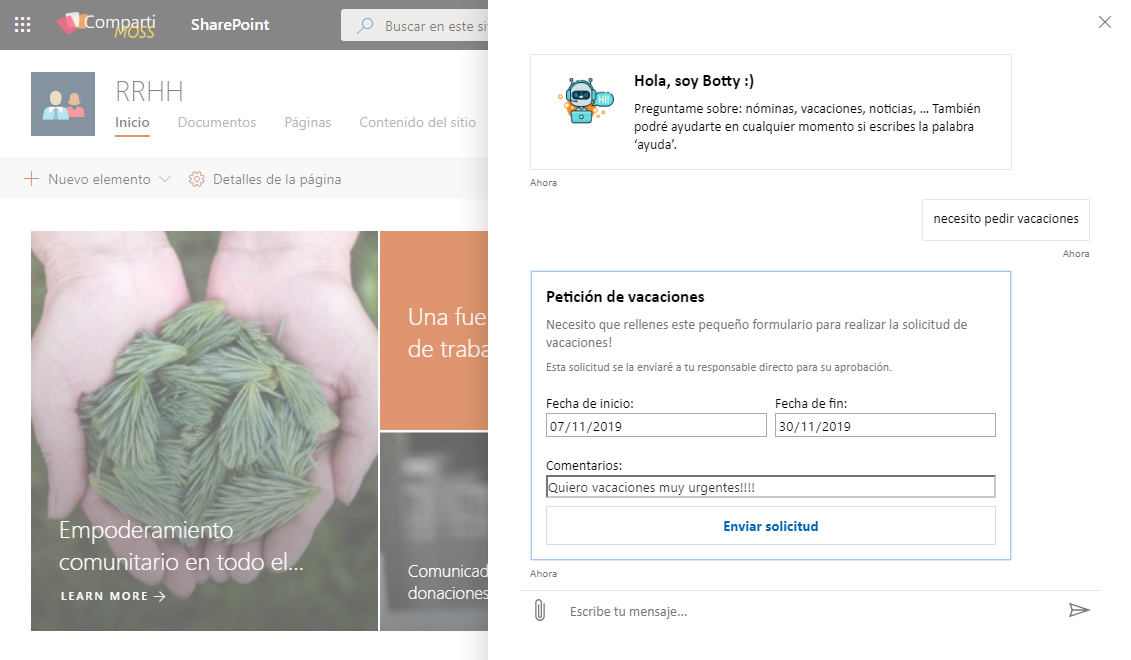 Comparti
MOSS
SharePoint
Buscar en este si
RRHH
Inicio
Documentos
Páginas
Contenido del sitio
Nuevo elemento
Detalles de la página
Empoderamiento
comunitario en todo el...
LEARN MORE
Una fue
de traba
Comunicad
donaciones
Hola, soy Botty :)
Preguntame sobre: nóminas, vacaciones, noticias, ... También
podré ayudarte en cualquier momento si escribes la palabra
‘ayuda’.
Ahora
necesito pedir vacaciones
Ahora
Petición de vacaciones
Necesito que rellenes este pequeño formulario para realizar la solicitud de
vacaciones!
Esta solicitud se la enviaré a tu responsable directo para su aprobación.
Fecha de inicio:
Fecha de fin:
07/11/2019
30/11/2019
Comentarios:
Quiero vacaciones muy urgentes!!!!
Enviar solicitud
Ahora
Escribe tu mensaje...